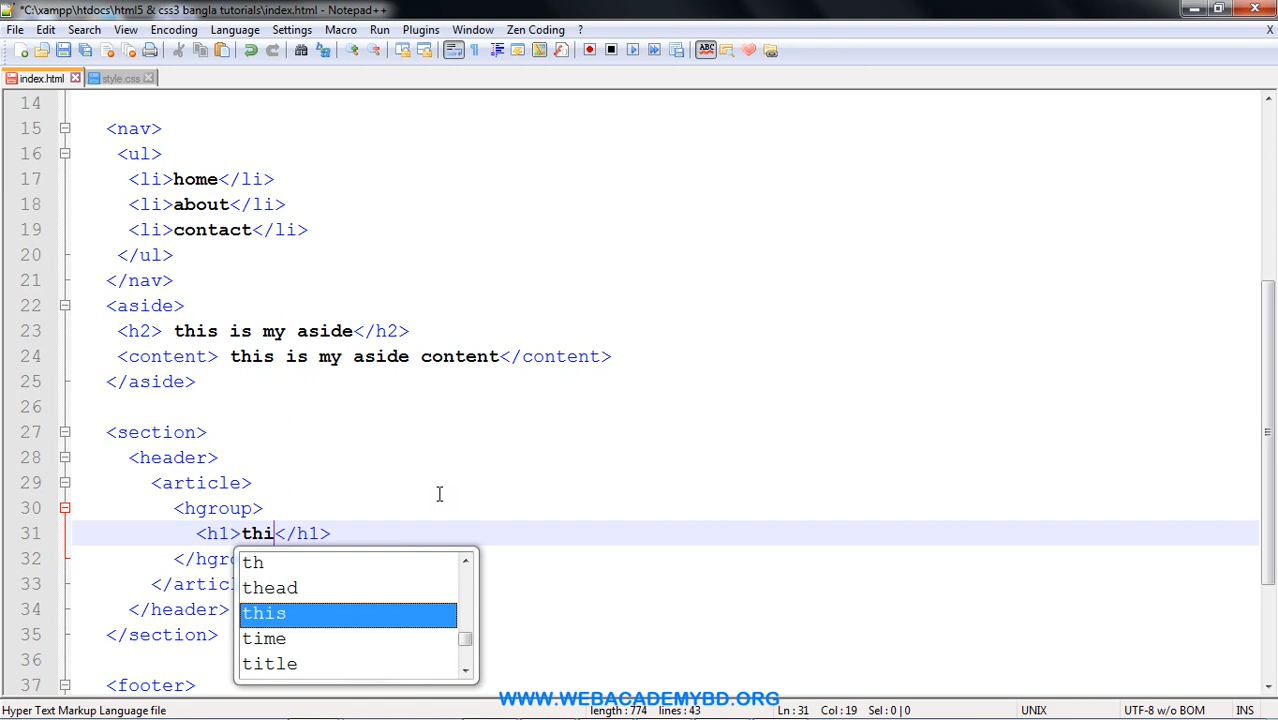 *C:\xampp\htdocs\html5 & css3 bangla tutorials\index.html - Notepad++
File Edit Search View Encoding Language Settings Macro Run Plugins Window Zen Coding ? X
index.html style.css
14
15 <nav>
16 <ul>
17 <li>home</li>
18 <li>about</li>
19 <li>contact</li>
20 </ul>
21 </nav>
22 <aside>
23 <h2> this is my aside</h2>
24 <content> this is my aside content</content>
25 </aside>
26
27 <section>
28 <header>
29 <article>
30 <hgroup>
31 <h1>thi</h1>
32 </hgro
33 </artic
34 </header>
35 </section>
36
37 <footer>
th
thead
this
time
title
WWW.WEBACADEMYBD.ORG
Hyper Text Markup Language file length : 774 lines : 43 Ln : 31 Col : 19 Sel : 0 | 0 UNIX UTF-8 w/o BOM INS